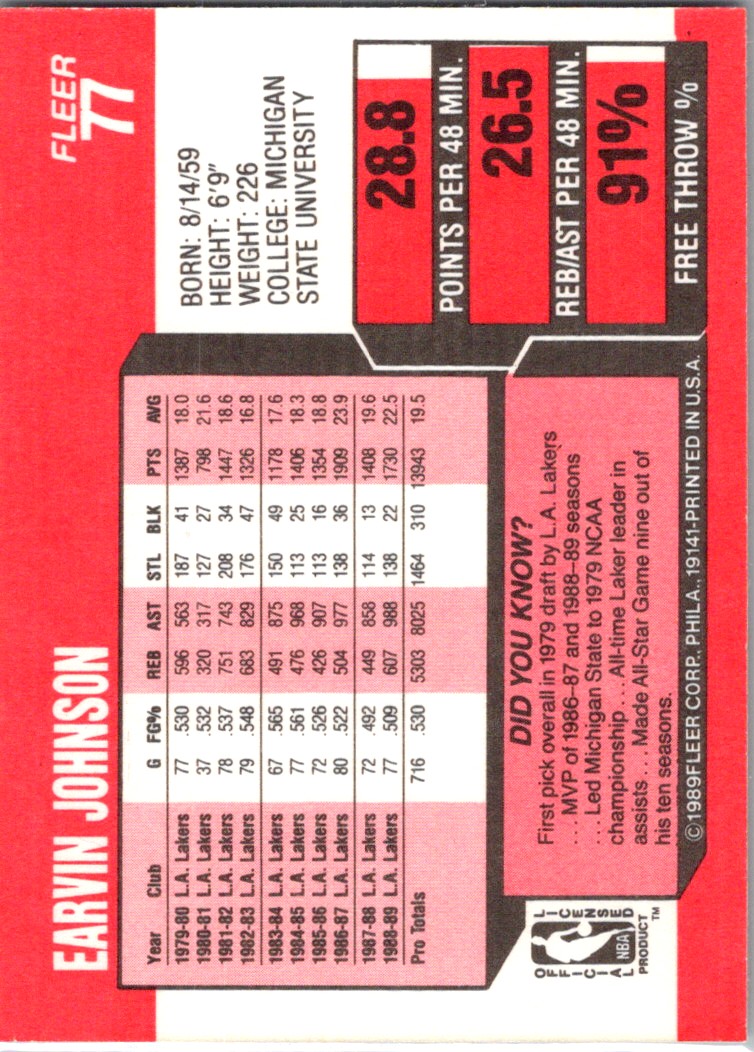 EARVIN JOHNSON
FLEER
77
BORN: 8/14/59
HEIGHT: 6'9"
WEIGHT: 226
COLLEGE: MICHIGAN
STATE UNIVERSITY
Year Club G FG% REB AST STL BLK PTS AVG
1979-80 L.A. Lakers 77 .530 596 563 187 41 1387 18.0
1980-81 L.A. Lakers 37 .532 320 317 127 27 798 21.6
1981-82 L.A. Lakers 78 .537 751 743 208 34 1447 18.6
1982-83 L.A. Lakers 79 .548 683 829 176 47 1326 16.8
1983-84 L.A. Lakers 67 .565 491 875 150 49 1178 17.6
1984-85 L.A. Lakers 77 .561 476 968 113 25 1406 18.3
1985-86 L.A. Lakers 72 .526 426 907 113 16 1354 18.8
1986-87 L.A. Lakers 80 .522 504 977 138 36 1909 23.9
1987-88 L.A. Lakers 72 .492 449 858 114 13 1408 19.6
1988-89 L.A. Lakers 77 .509 607 988 138 22 1730 22.5
Pro Totals 716 .530 5303 8025 1464 310 13943 19.5
28.8
POINTS PER 48 MIN.
26.5
REB/AST PER 48 MIN.
91%
FREE THROW %
DID YOU KNOW?
First pick overall in 1979 draft by L.A. Lakers
... MVP of 1986-87 and 1988-89 seasons
... Led Michigan State to 1979 NCAA
championship ... All-time Laker leader in
assists ... Made All-Star Game nine out of
his ten seasons.
OFFICIAL LICENSED
NBA
PRODUCT™
©1989 FLEER CORP., PHILA., 19141-PRINTED IN U.S.A.